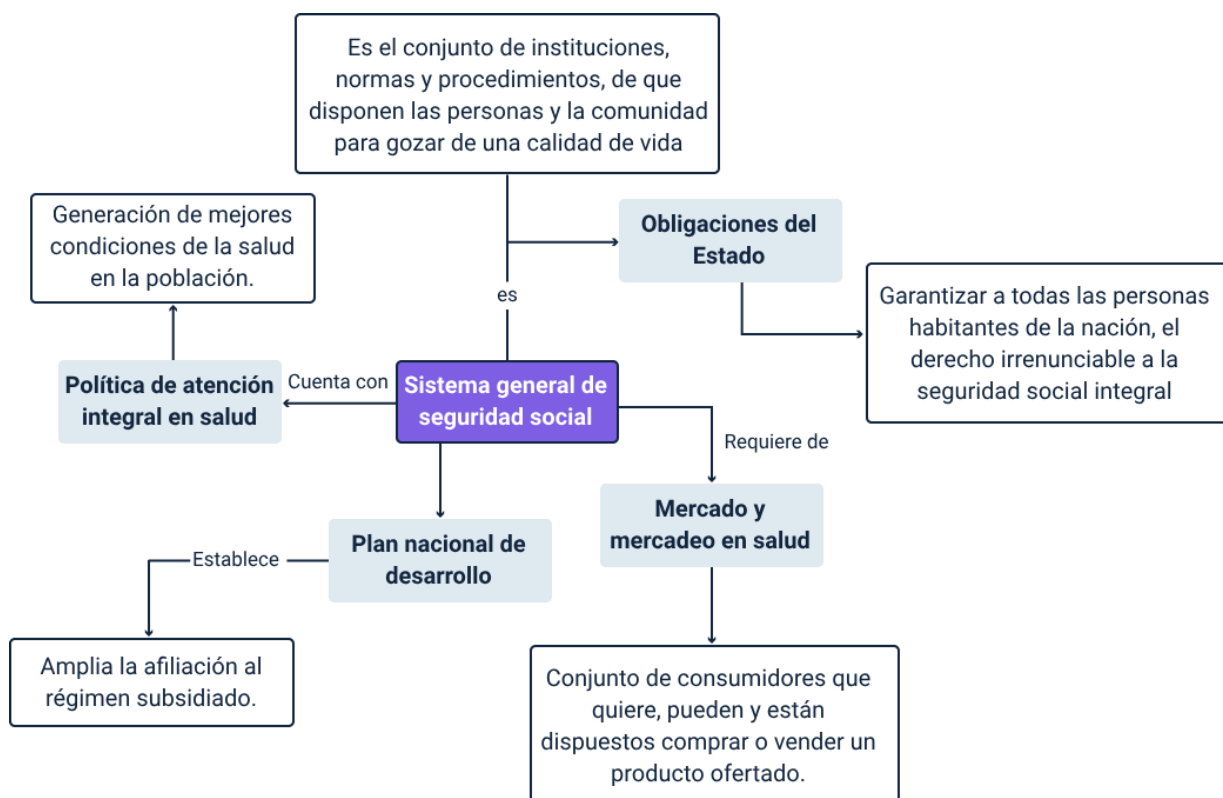 Es el conjunto de instituciones,
normas y procedimientos, de que
disponen las personas y la comunidad
para gozar de una calidad de vida
Generación de mejores
condiciones de la salud
en la población.
Obligaciones del
Estado
es
Garantizar a todas las personas
habitantes de la nación, el
derecho irrenunciable a la
seguridad social integral
Política de atención
integral en salud
Cuenta con
Sistema general de
seguridad social
Requiere de
Mercado y
mercadeo en salud
Plan nacional de
desarrollo
Establece
Amplia la afiliación al
régimen subsidiado.
Conjunto de consumidores que
quiere, pueden y están
dispuestos comprar o vender un
producto ofertado.